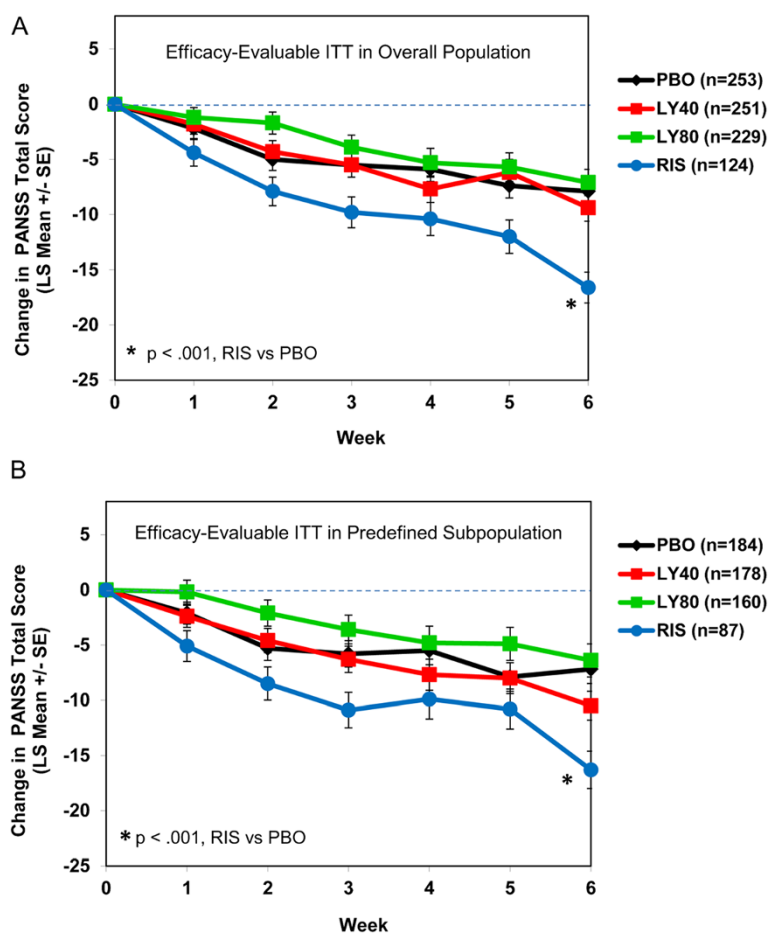 A
Efficacy-Evaluable ITT in Overall Population
PBO (n=253)
LY40 (n=251)
LY80 (n=229)
RIS (n=124)
Change in PANSS Total Score
(LS Mean +/- SE)
5
0
-5
-10
-15
-20
-25
*
* p < .001, RIS vs PBO
0 1 2 3 4 5 6
Week
B
Efficacy-Evaluable ITT in Predefined Subpopulation
PBO (n=184)
LY40 (n=178)
LY80 (n=160)
RIS (n=87)
Change in PANSS Total Score
(LS Mean +/- SE)
5
0
-5
-10
-15
-20
-25
*
* p < .001, RIS vs PBO
0 1 2 3 4 5 6
Week